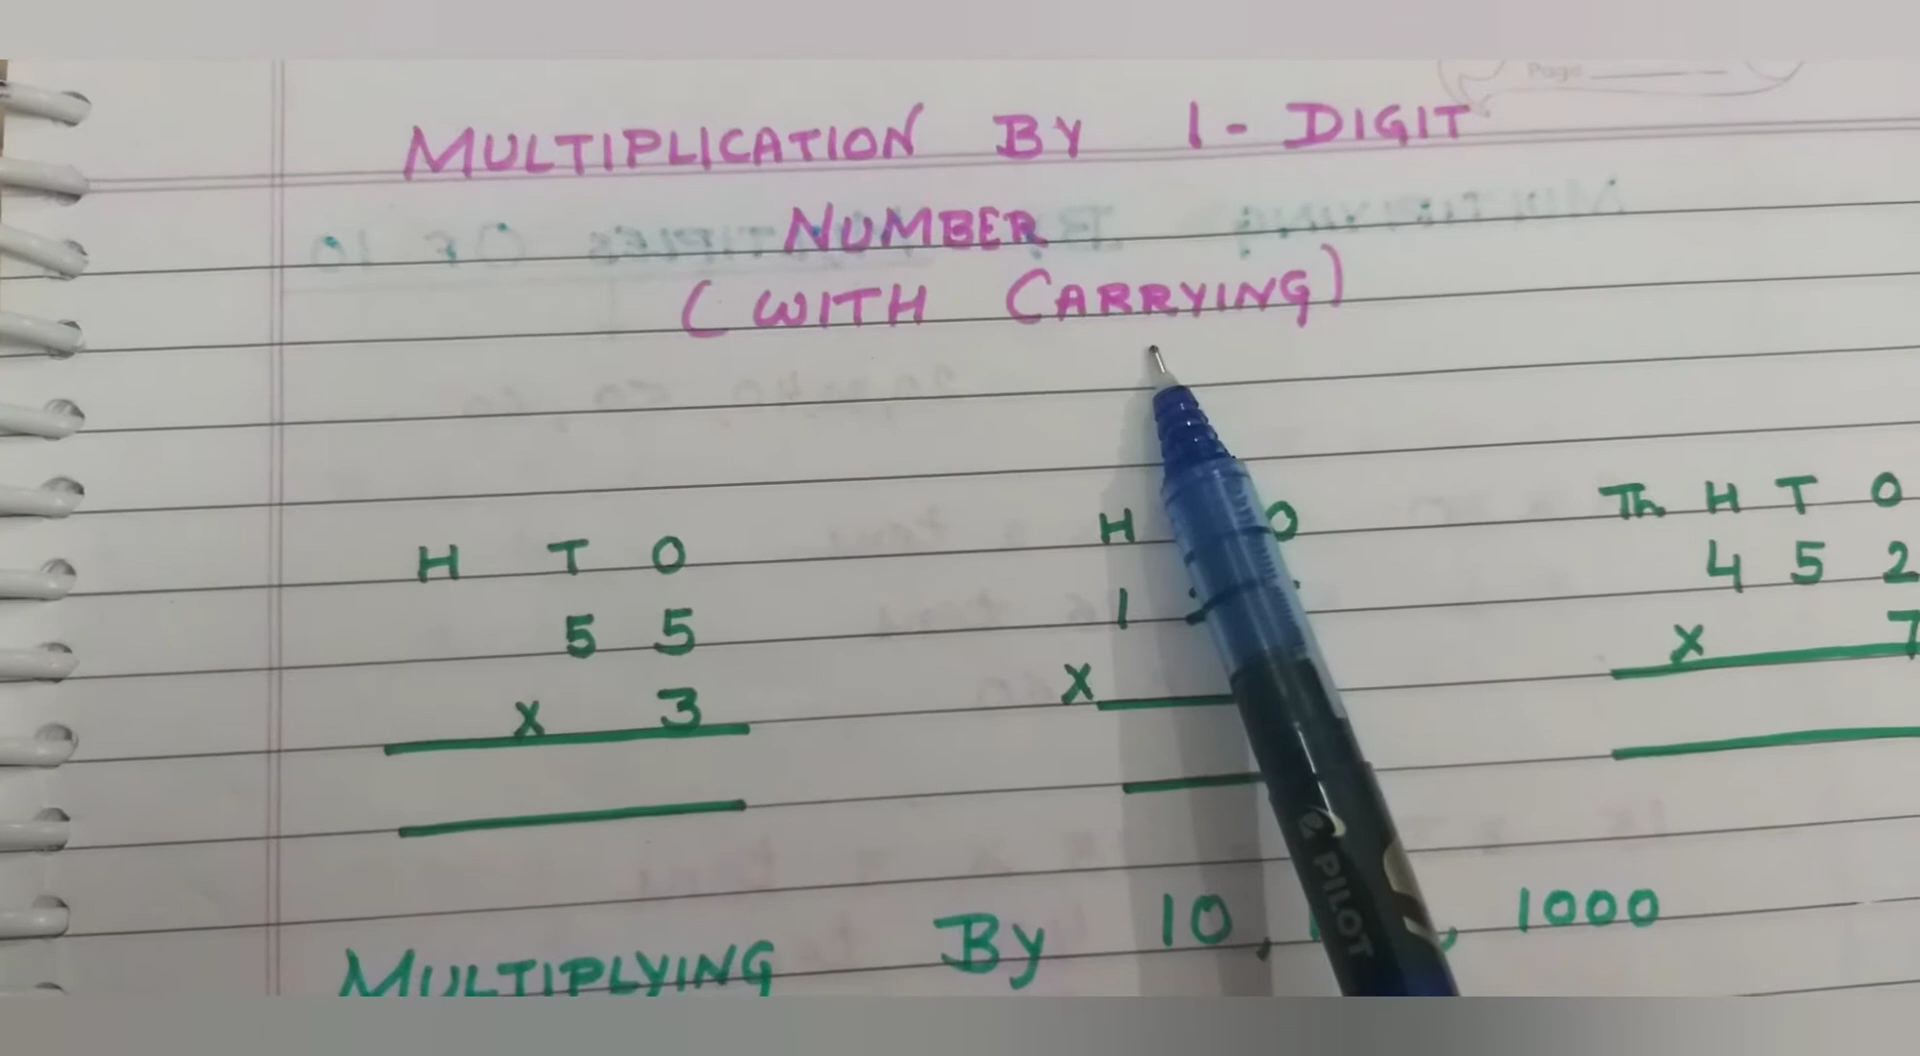 Page
MULTIPLICATION BY 1-DIGIT
NUMBER
(WITH CARRYING)
H T O
5 5
x 3
H O
1
x
Th H T O
4 5 2
x 7
MULTIPLYING By 10, , 1000
PILOT